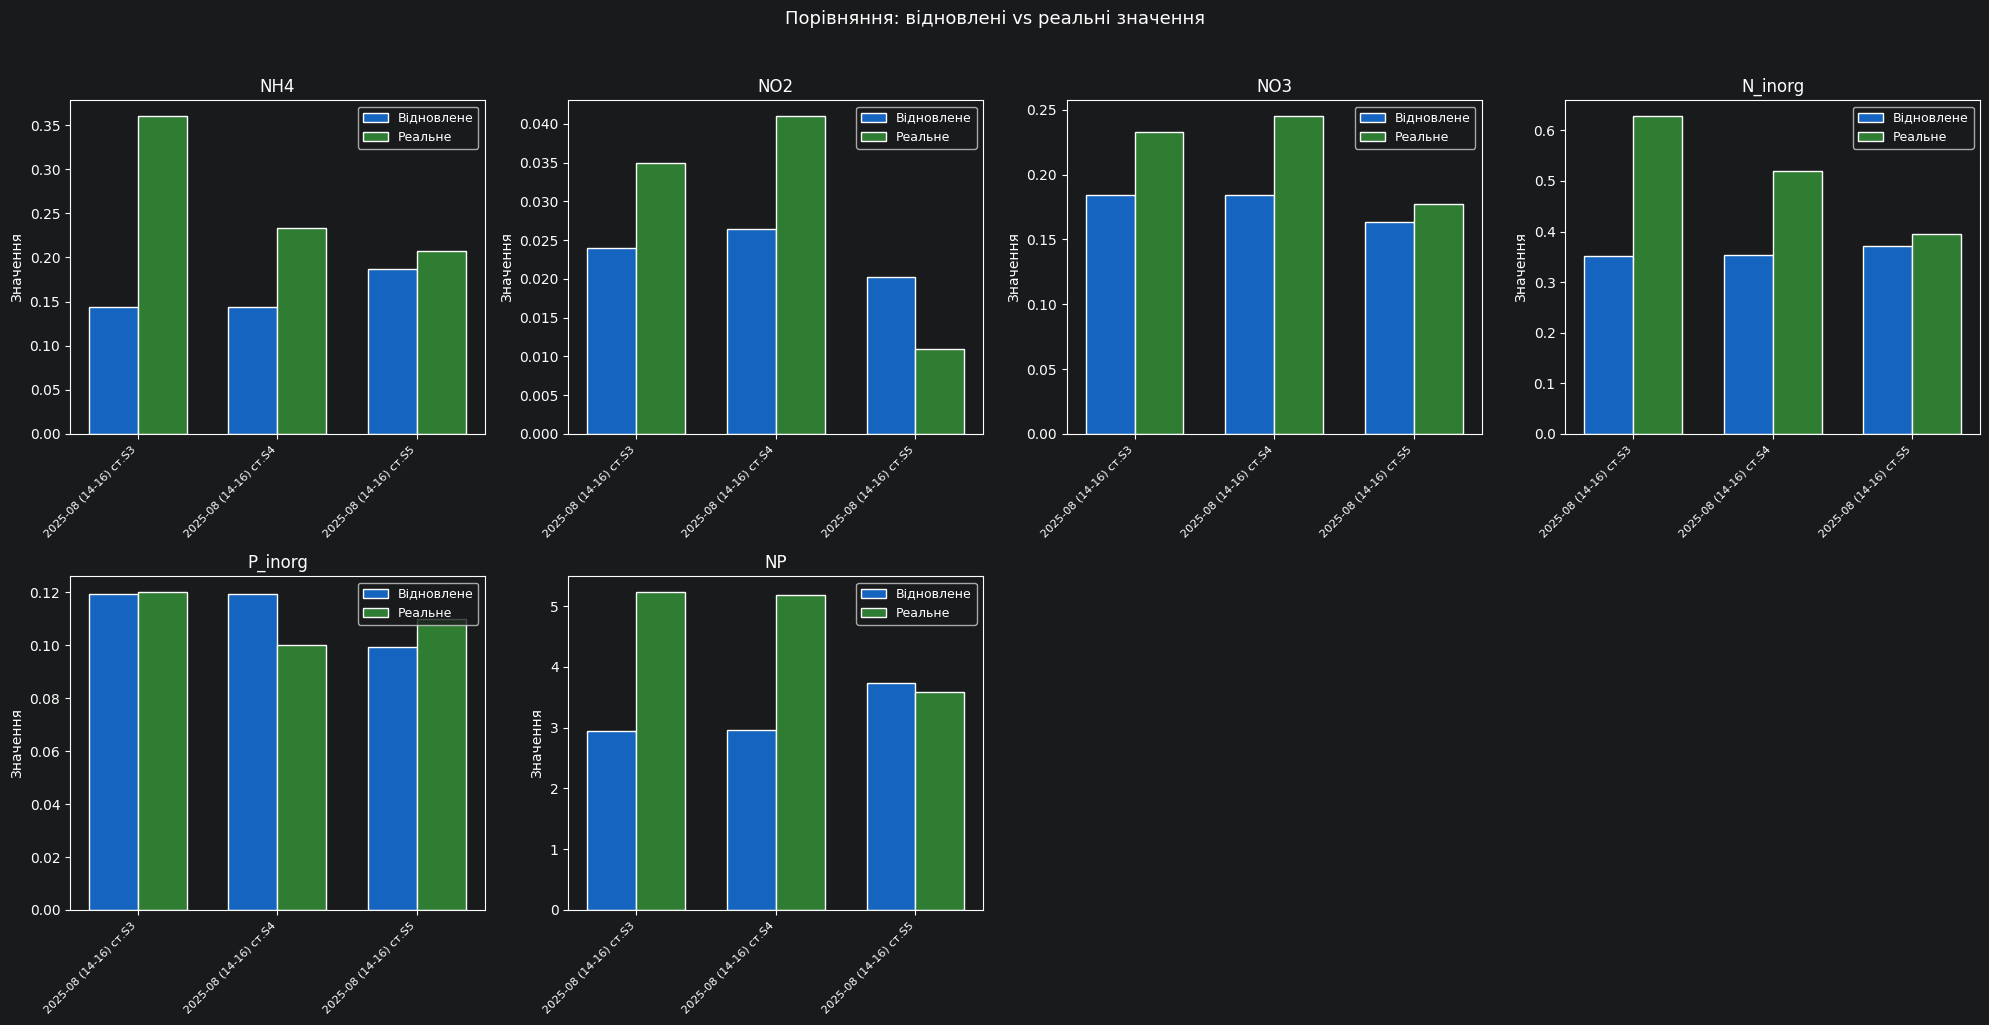 Порівняння: відновлені vs реальні значення
NH4
Значення
0.35
0.30
0.25
0.20
0.15
0.10
0.05
0.00
Відновлене
Реальне
2025-08 (14-16) ст.S3
2025-08 (14-16) ст.S4
2025-08 (14-16) ст.S5
NO2
Значення
0.040
0.035
0.030
0.025
0.020
0.015
0.010
0.005
0.000
Відновлене
Реальне
2025-08 (14-16) ст.S3
2025-08 (14-16) ст.S4
2025-08 (14-16) ст.S5
NO3
Значення
0.25
0.20
0.15
0.10
0.05
0.00
Відновлене
Реальне
2025-08 (14-16) ст.S3
2025-08 (14-16) ст.S4
2025-08 (14-16) ст.S5
N_inorg
Значення
0.6
0.5
0.4
0.3
0.2
0.1
0.0
Відновлене
Реальне
2025-08 (14-16) ст.S3
2025-08 (14-16) ст.S4
2025-08 (14-16) ст.S5
P_inorg
Значення
0.12
0.10
0.08
0.06
0.04
0.02
0.00
Відновлене
Реальне
2025-08 (14-16) ст.S3
2025-08 (14-16) ст.S4
2025-08 (14-16) ст.S5
NP
Значення
5
4
3
2
1
0
Відновлене
Реальне
2025-08 (14-16) ст.S3
2025-08 (14-16) ст.S4
2025-08 (14-16) ст.S5